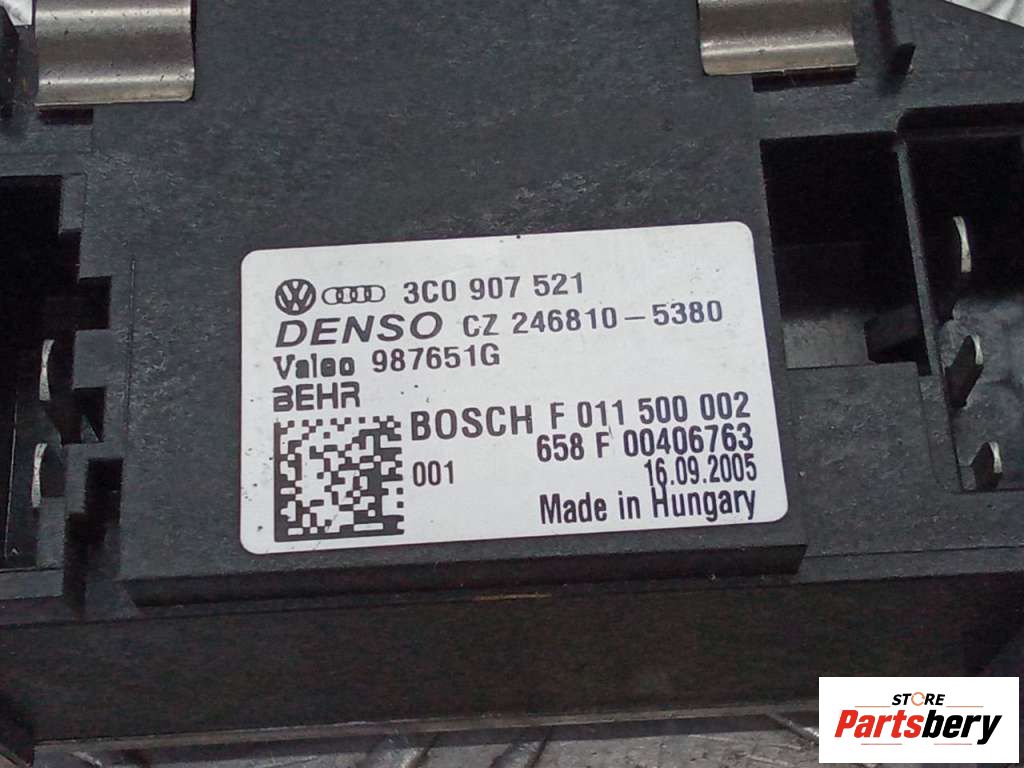 3C0 907 521
DENSO CZ 246810-5380
Valeo 987651G
BEHR
BOSCH F 011 500 002
658 F 00406763
001 16.09.2005
Made in Hungary
STORE
Partsbery